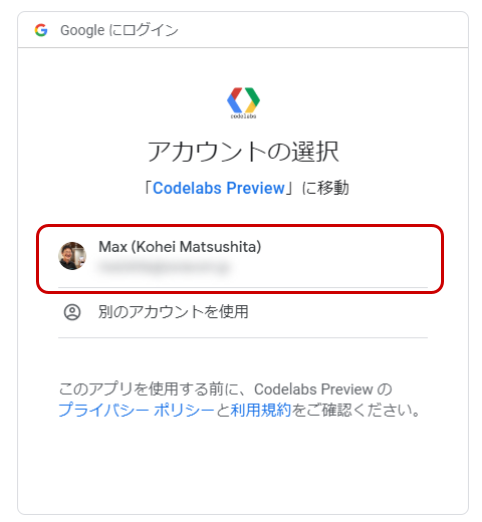 Google にログイン
codelabs
アカウントの選択
「Codelabs Preview」に移動
Max (Kohei Matsushita)
別のアカウントを使用
このアプリを使用する前に、Codelabs Preview の
プライバシー ポリシーと利用規約をご確認ください。